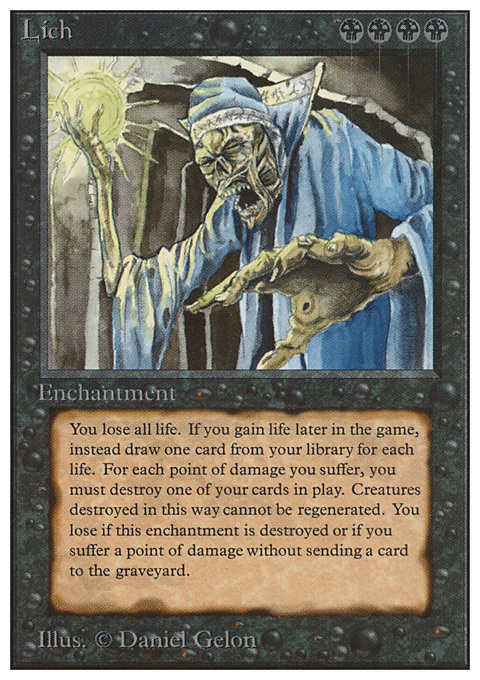 Lich
Enchantment
You lose all life. If you gain life later in the game,
instead draw one card from your library for each
life. For each point of damage you suffer, you
must destroy one of your cards in play. Creatures
destroyed in this way cannot be regenerated. You
lose if this enchantment is destroyed or if you
suffer a point of damage without sending a card
to the graveyard.
Illus. © Daniel Gelon